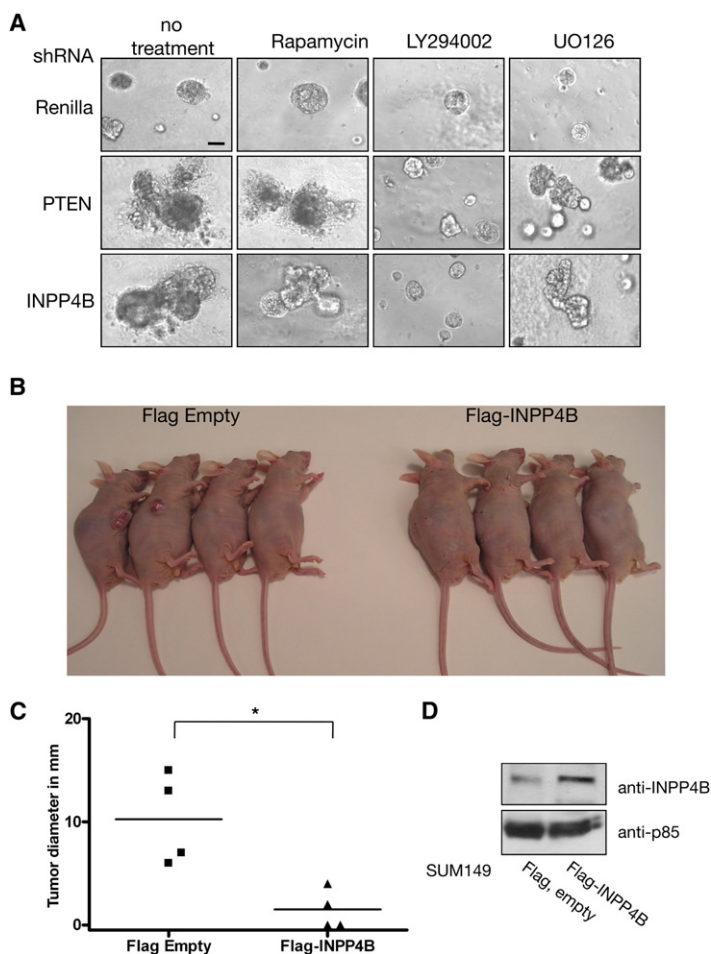 A
shRNA
no treatment
Rapamycin
LY294002
UO126
Renilla
PTEN
INPP4B
B
Flag Empty
Flag-INPP4B
C
*
Tumor diameter in mm
20
10
0
Flag Empty
Flag-INPP4B
D
anti-INPP4B
anti-p85
SUM149
Flag, empty
Flag-INPP4B